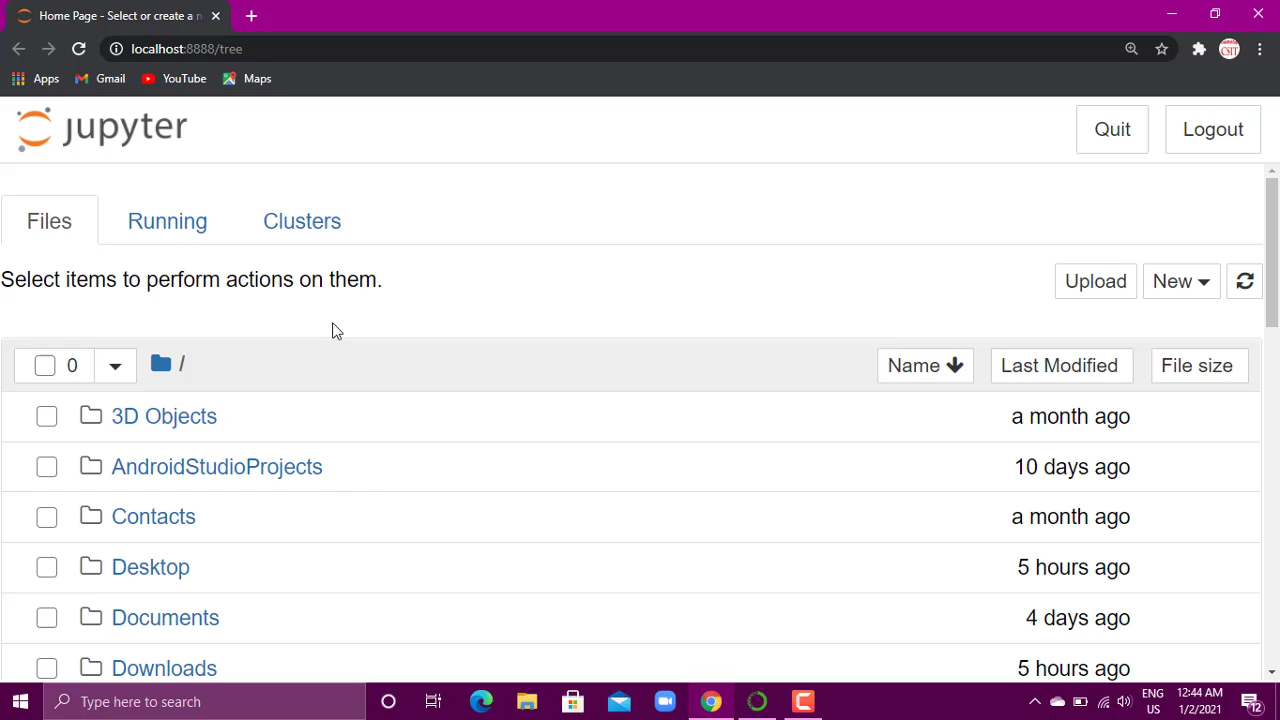 Home Page - Select or create a n
localhost:8888/tree
CSIT
Apps Gmail YouTube Maps
jupyter
Quit Logout
Files Running Clusters
Select items to perform actions on them.
Upload New
0 / Name Last Modified File size
3D Objects a month ago
AndroidStudioProjects 10 days ago
Contacts a month ago
Desktop 5 hours ago
Documents 4 days ago
Downloads 5 hours ago
Type here to search
ENG
US
12:44 AM
1/2/2021
12